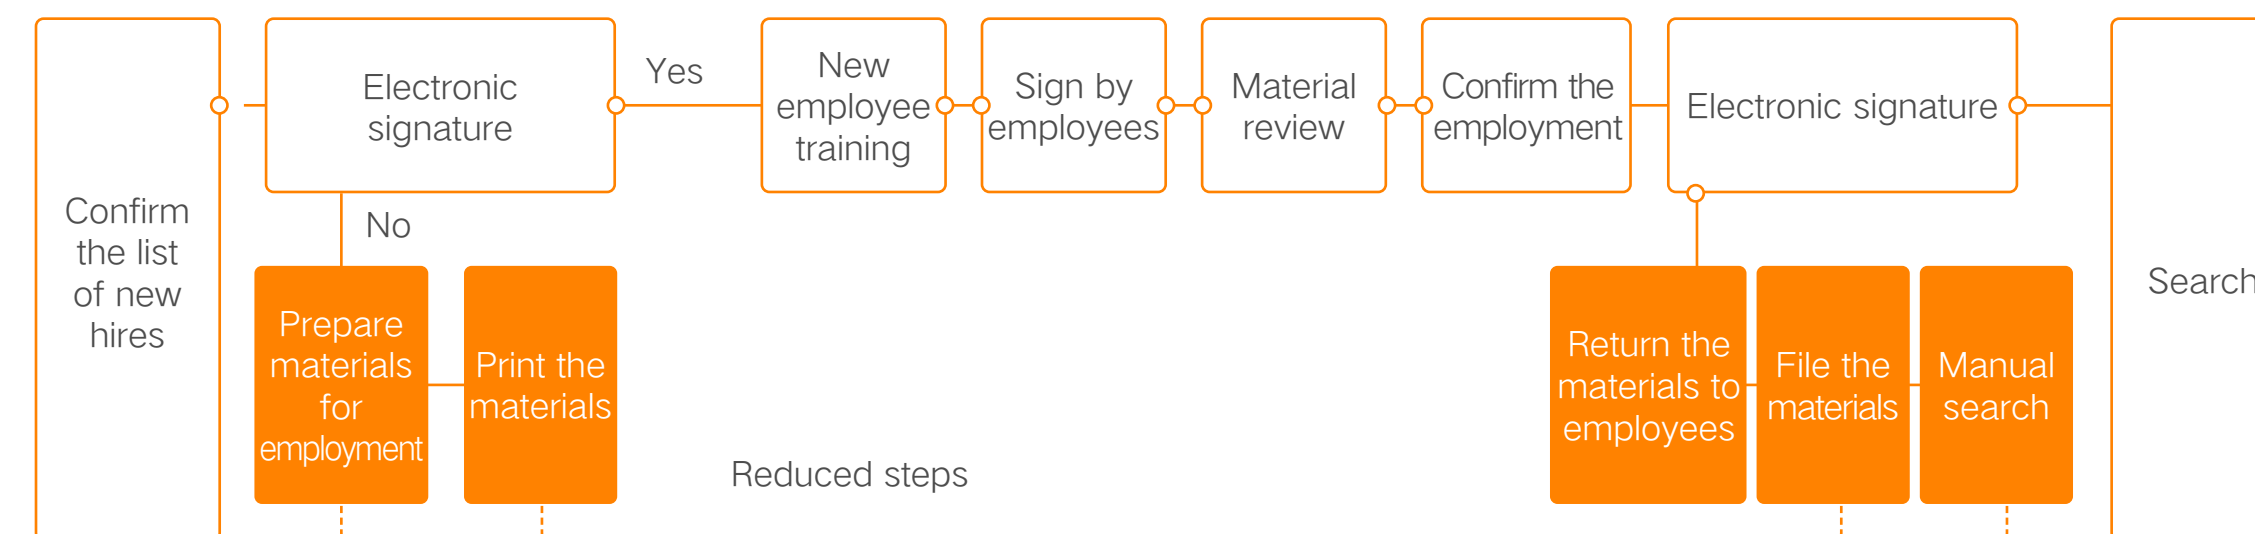 Confirm
the list
of new
hires
Electronic
signature
Yes
No
New
employee
training
Sign by
employees
Material
review
Confirm the
employment
Electronic signature
Search
Prepare
materials
for
employment
Print the
materials
Reduced steps
Return the
materials to
employees
File the
materials
Manual
search